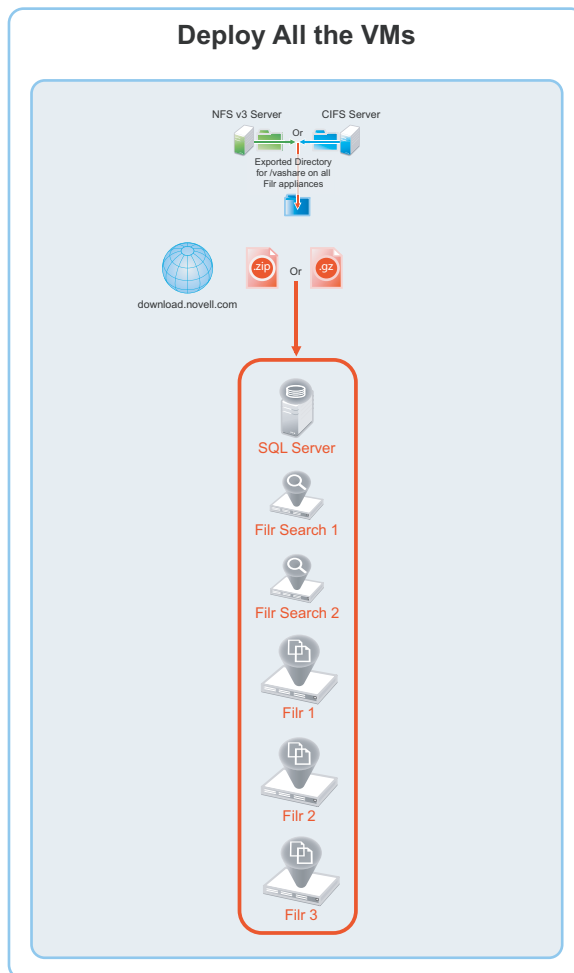 Deploy All the VMs
NFS v3 Server
CIFS Server
Or
Exported Directory
for /vashare on all
Filr appliances
.zip
Or
.gz
download.novell.com
SQL Server
Filr Search 1
Filr Search 2
Filr 1
Filr 2
Filr 3